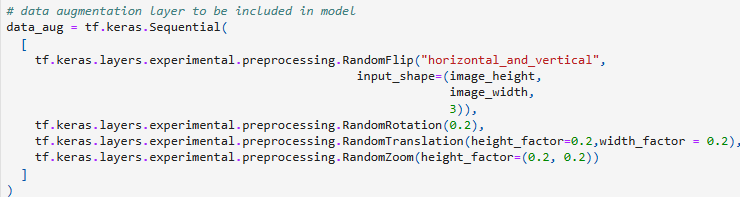 # data augmentation layer to be included in model
data_aug = tf.keras.Sequential(
  [
    tf.keras.layers.experimental.preprocessing.RandomFlip("horizontal_and_vertical",
                                                 input_shape=(image_height,
                                                              image_width,
                                                              3)),
    tf.keras.layers.experimental.preprocessing.RandomRotation(0.2),
    tf.keras.layers.experimental.preprocessing.RandomTranslation(height_factor=0.2,width_factor = 0.2),
    tf.keras.layers.experimental.preprocessing.RandomZoom(height_factor=(0.2, 0.2))
  ]
)